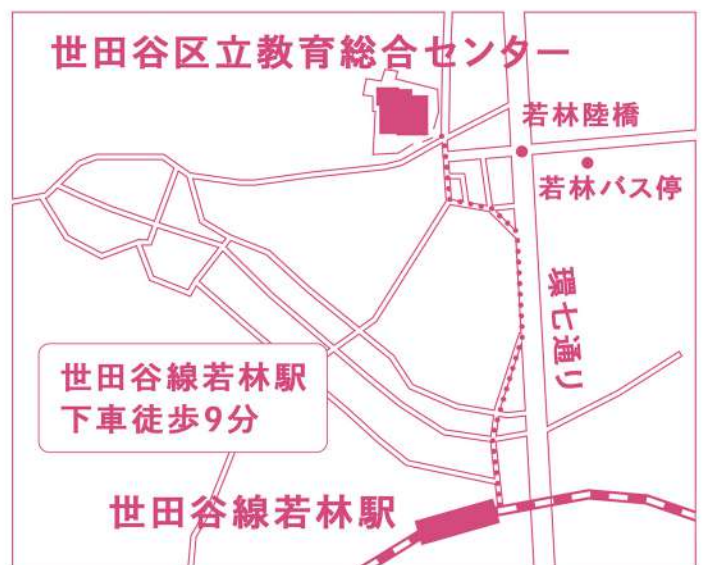 世田谷区立教育総合センター
若林陸橋
若林バス停
環七通り
世田谷線若林駅
下車徒歩9分
世田谷線若林駅